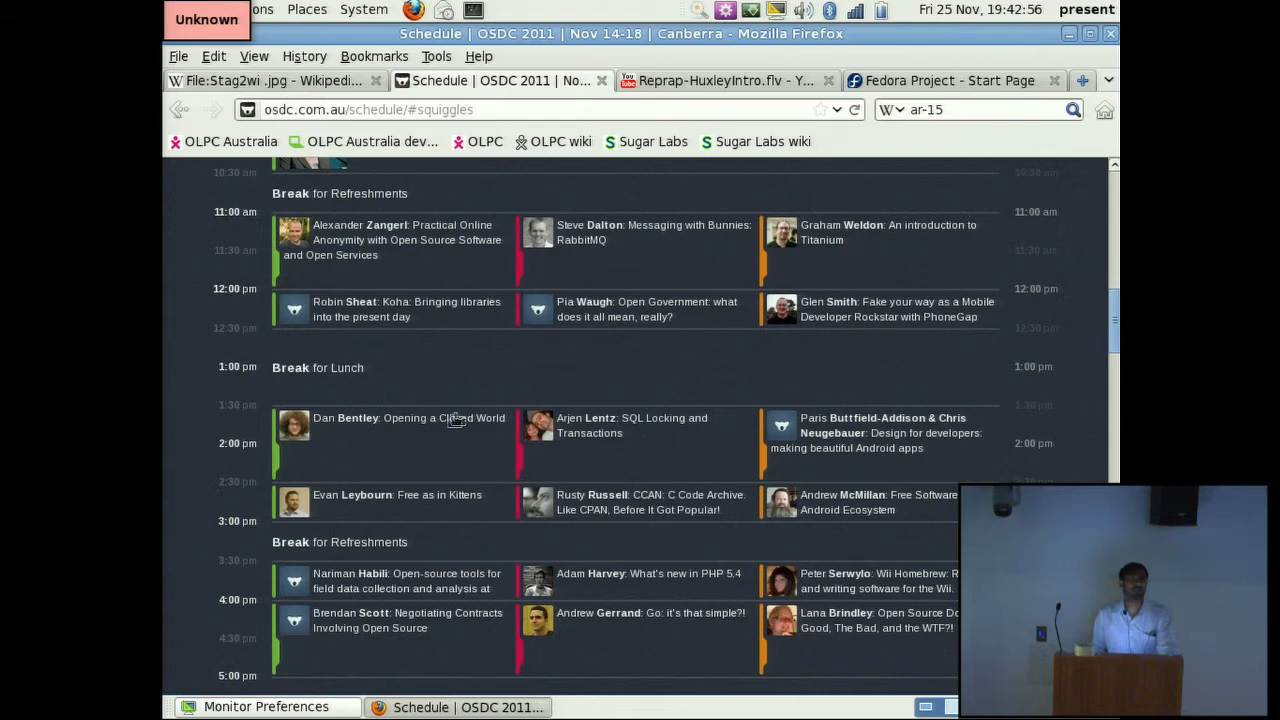 Unknown
ons Places System Fri 25 Nov, 19:42:56 present
Schedule | OSDC 2011 | Nov 14-18 | Canberra - Mozilla Firefox
File Edit View History Bookmarks Tools Help
File:Stag2wi .jpg - Wikipedi... Schedule | OSDC 2011 | No... Reprap-HuxleyIntro.flv - Y... Fedora Project - Start Page
osdc.com.au/schedule/#squiggles W ar-15
OLPC Australia OLPC Australia dev... OLPC OLPC wiki Sugar Labs Sugar Labs wiki
10:30 am 10:30 am
Break for Refreshments
11:00 am 11:00 am
Alexander Zangerl: Practical Online Steve Dalton: Messaging with Bunnies: Graham Weldon: An introduction to
Anonymity with Open Source Software RabbitMQ Titanium
11:30 am and Open Services 11:30 am
12:00 pm 12:00 pm
Robin Sheat: Koha: Bringing libraries Pia Waugh: Open Government: what Glen Smith: Fake your way as a Mobile
into the present day does it all mean, really? Developer Rockstar with PhoneGap
12:30 pm 12:30 pm
1:00 pm Break for Lunch 1:00 pm
1:30 pm 1:30 pm
Dan Bentley: Opening a Closed World Arjen Lentz: SQL Locking and Paris Buttfield-Addison & Chris
Transactions Neugebauer: Design for developers:
2:00 pm making beautiful Android apps 2:00 pm
2:30 pm
Evan Leybourn: Free as in Kittens Rusty Russell: CCAN: C Code Archive. Andrew McMillan: Free Software
Like CPAN, Before It Got Popular! Android Ecosystem
3:00 pm
Break for Refreshments
3:30 pm
Nariman Habili: Open-source tools for Adam Harvey: What's new in PHP 5.4 Peter Serwylo: Wii Homebrew: R
field data collection and analysis at and writing software for the Wii.
4:00 pm
Brendan Scott: Negotiating Contracts Andrew Gerrand: Go: it's that simple?! Lana Brindley: Open Source Do
Involving Open Source Good, The Bad, and the WTF?!
4:30 pm
5:00 pm
Monitor Preferences Schedule | OSDC 2011...